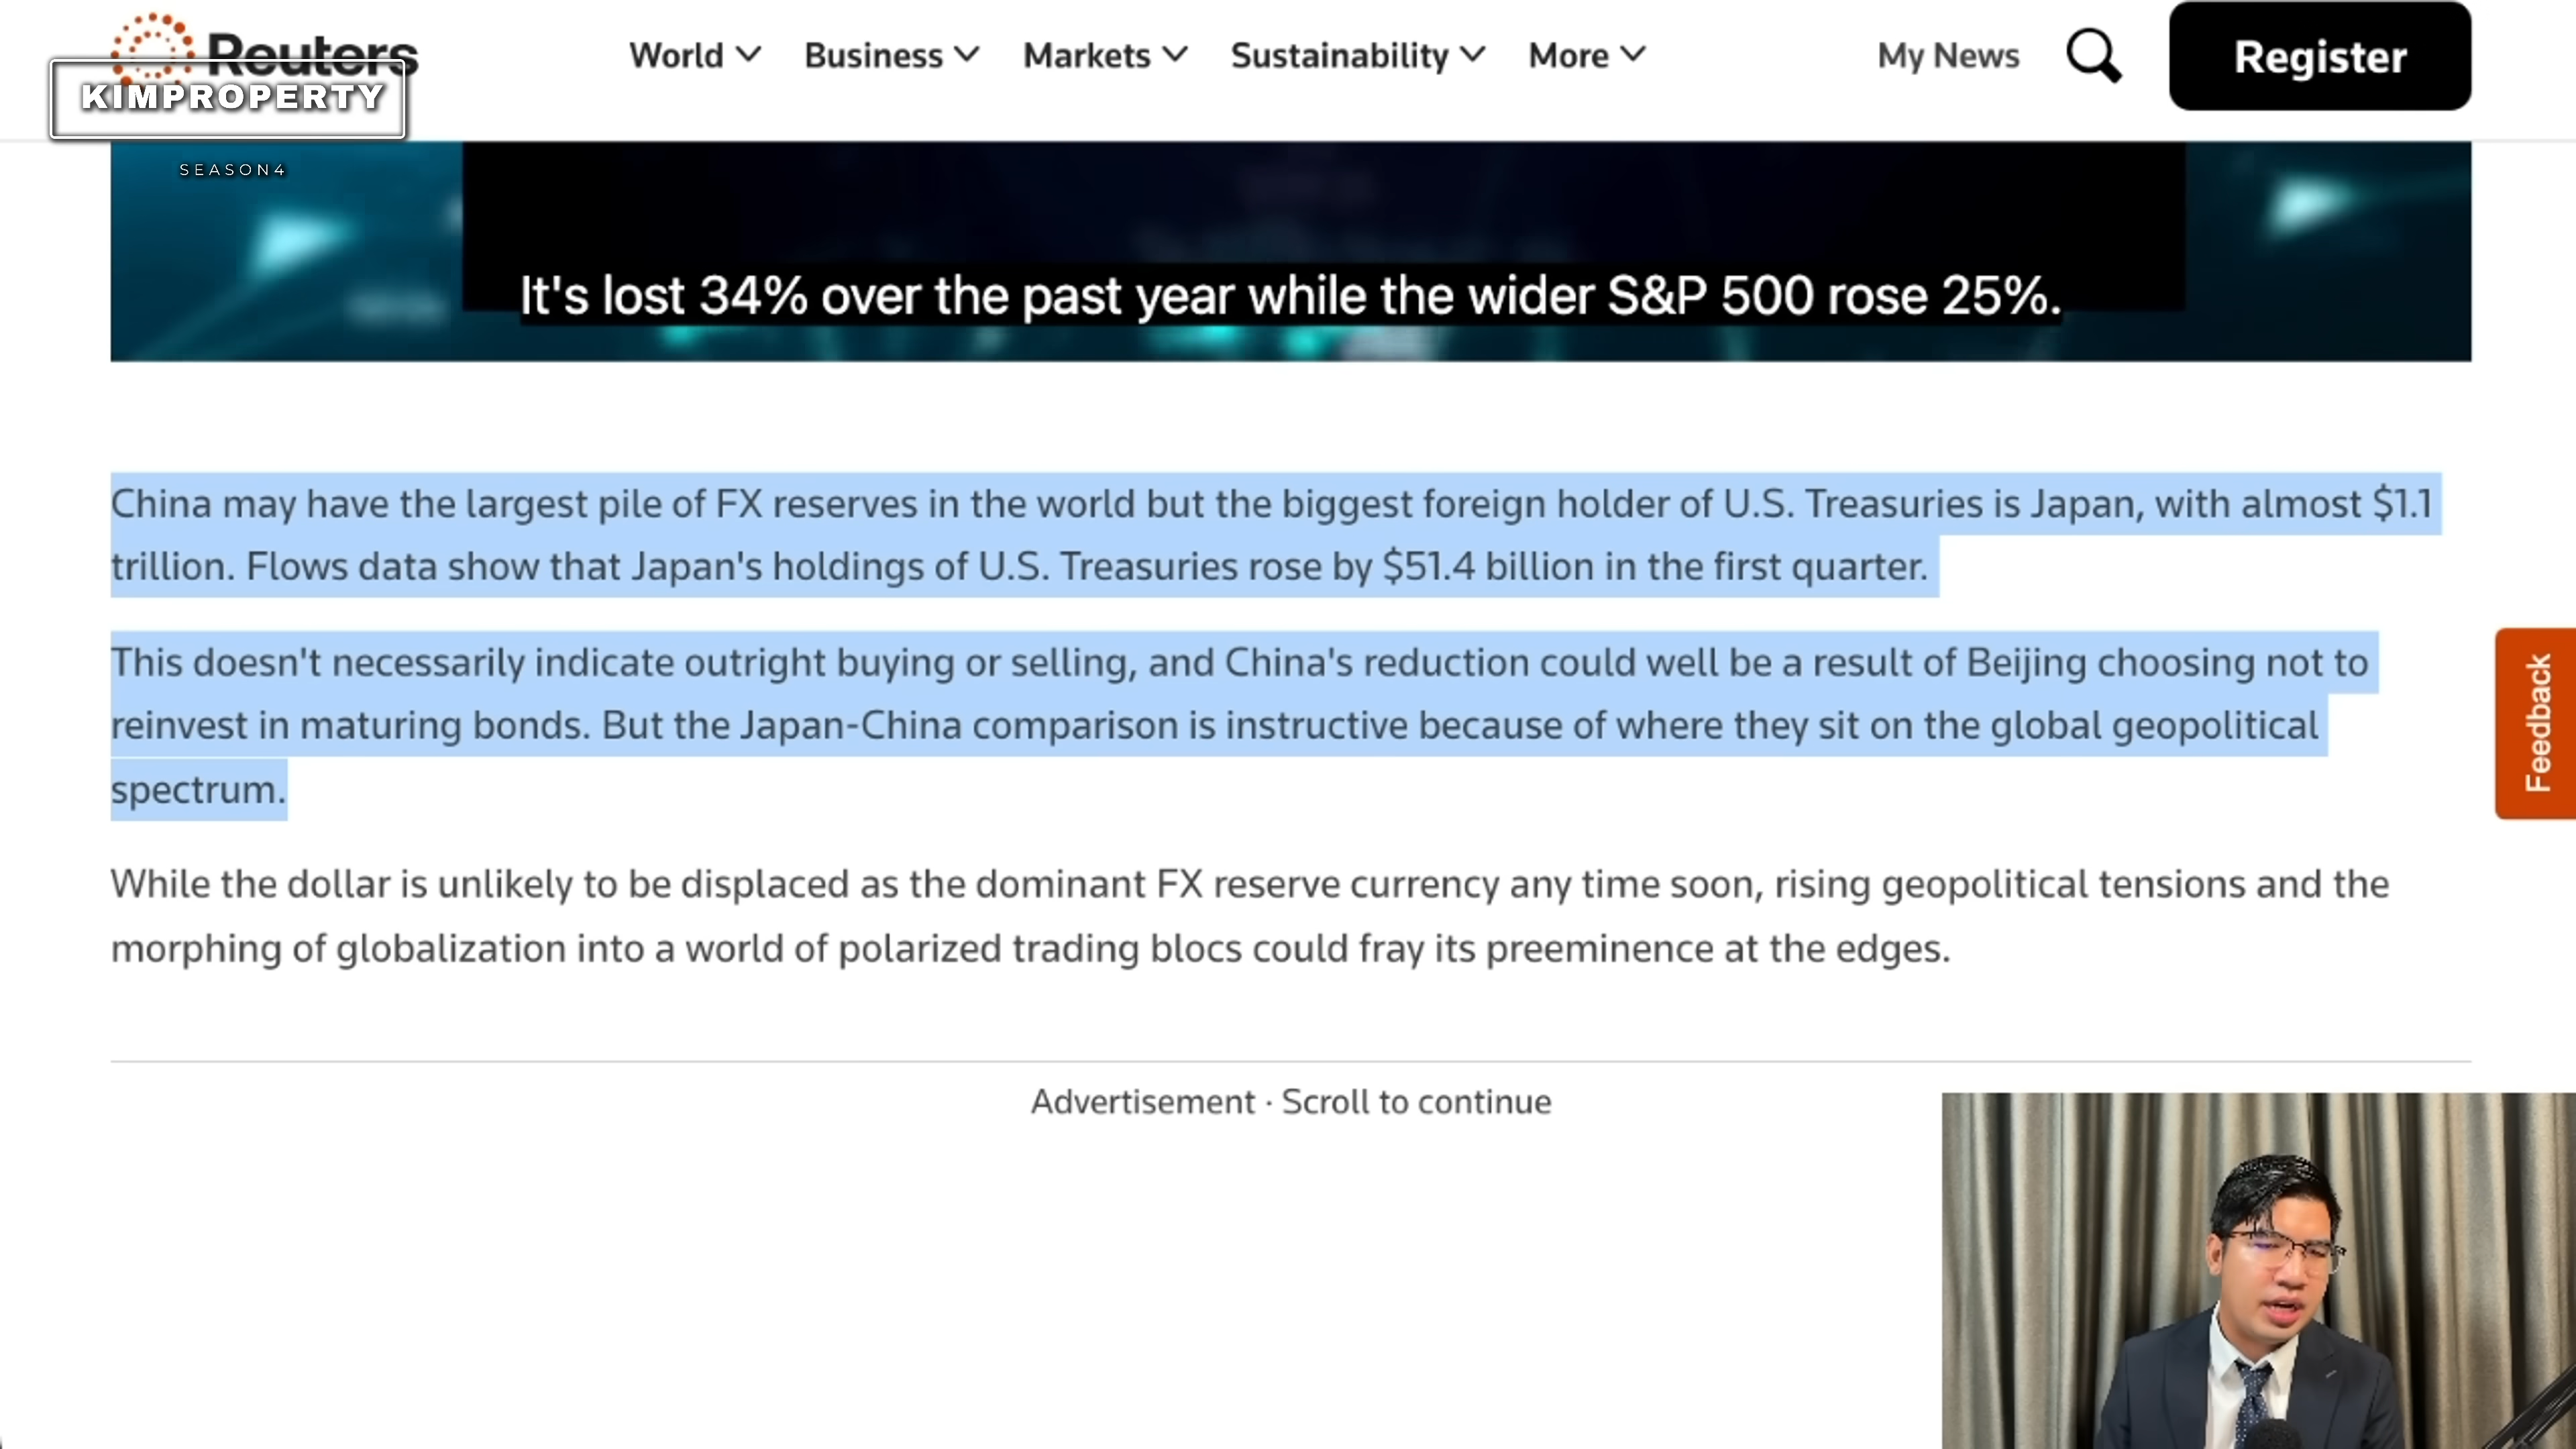 Reuters
World Business Markets Sustainability More My News Register
KIMPROPERTY
SEASON4
It's lost 34% over the past year while the wider S&P 500 rose 25%.
China may have the largest pile of FX reserves in the world but the biggest foreign holder of U.S. Treasuries is Japan, with almost $1.1
trillion. Flows data show that Japan's holdings of U.S. Treasuries rose by $51.4 billion in the first quarter.
This doesn't necessarily indicate outright buying or selling, and China's reduction could well be a result of Beijing choosing not to
reinvest in maturing bonds. But the Japan-China comparison is instructive because of where they sit on the global geopolitical
spectrum.
Feedback
While the dollar is unlikely to be displaced as the dominant FX reserve currency any time soon, rising geopolitical tensions and the
morphing of globalization into a world of polarized trading blocs could fray its preeminence at the edges.
Advertisement · Scroll to continue